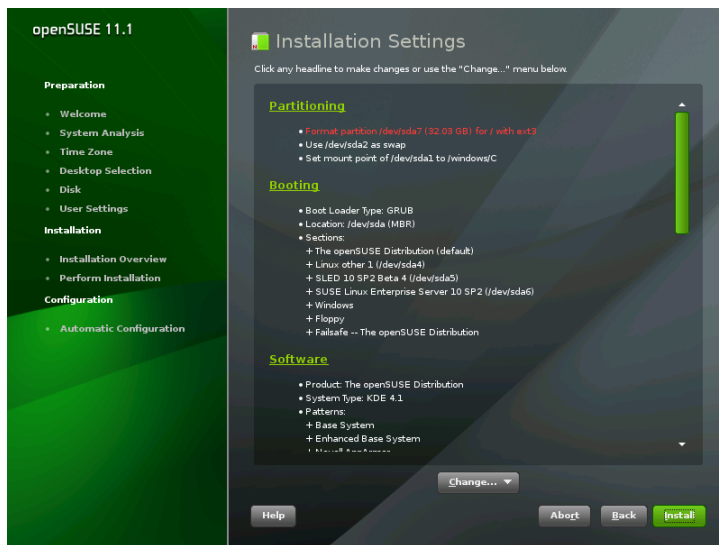 openSUSE 11.1
Preparation
• Welcome
• System Analysis
• Time Zone
• Desktop Selection
• Disk
• User Settings
Installation
• Installation Overview
• Perform Installation
Configuration
• Automatic Configuration
Installation Settings
Click any headline to make changes or use the "Change..." menu below.
Partitioning
• Format partition /dev/sda7 (32.03 GB) for / with ext3
• Use /dev/sda2 as swap
• Set mount point of /dev/sda1 to /windows/C
Booting
• Boot Loader Type: GRUB
• Location: /dev/sda (MBR)
• Sections:
+ The openSUSE Distribution (default)
+ Linux other 1 (/dev/sda4)
+ SLED 10 SP2 Beta 4 (/dev/sda5)
+ SUSE Linux Enterprise Server 10 SP2 (/dev/sda6)
+ Windows
+ Floppy
+ Failsafe -- The openSUSE Distribution
Software
• Product: The openSUSE Distribution
• System Type: KDE 4.1
• Patterns:
+ Base System
+ Enhanced Base System
+ Novell AppArmor
Change...
Help
Abort
Back
Install